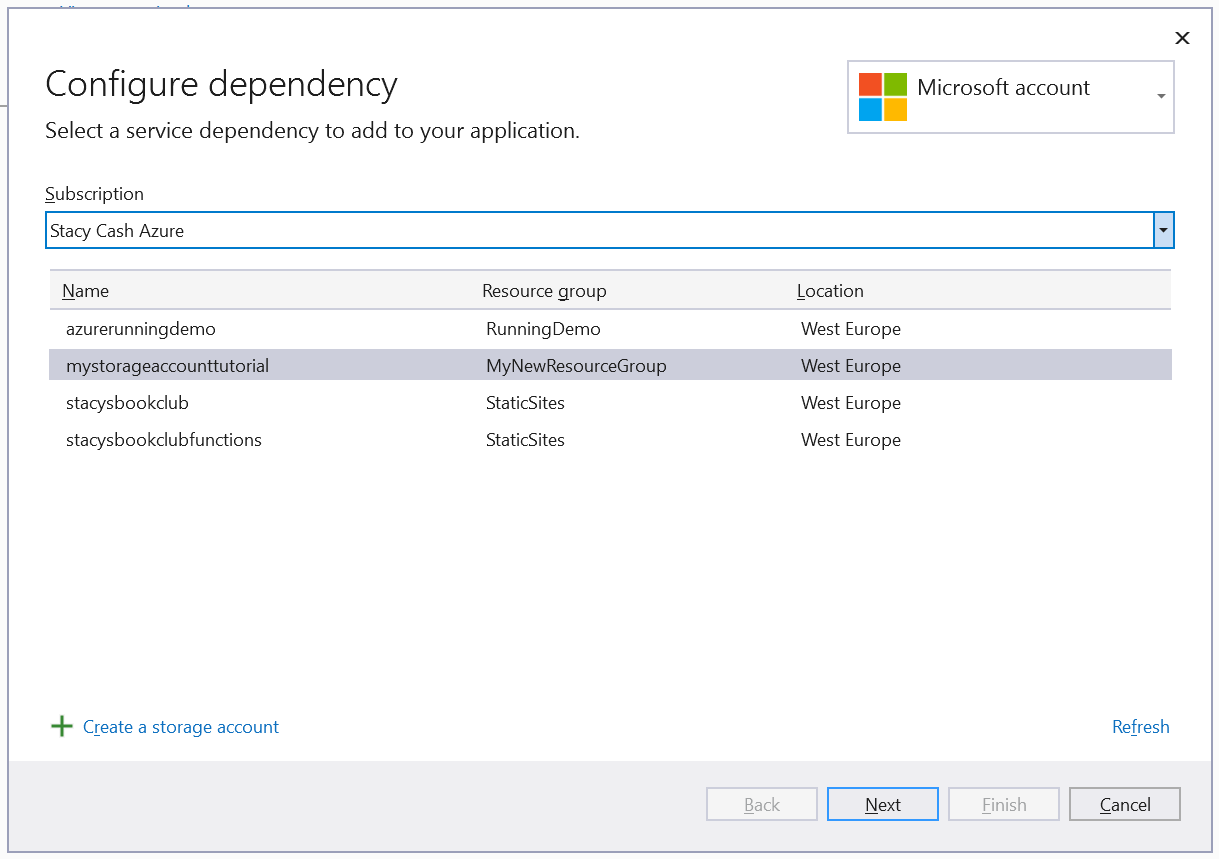 Configure dependency
Microsoft account
Select a service dependency to add to your application.
Subscription
Stacy Cash Azure
Name Resource group Location
azurerunningdemo RunningDemo West Europe
mystorageaccounttutorial MyNewResourceGroup West Europe
stacysbookclub StaticSites West Europe
stacysbookclubfunctions StaticSites West Europe
Create a storage account Refresh
Back Next Finish Cancel